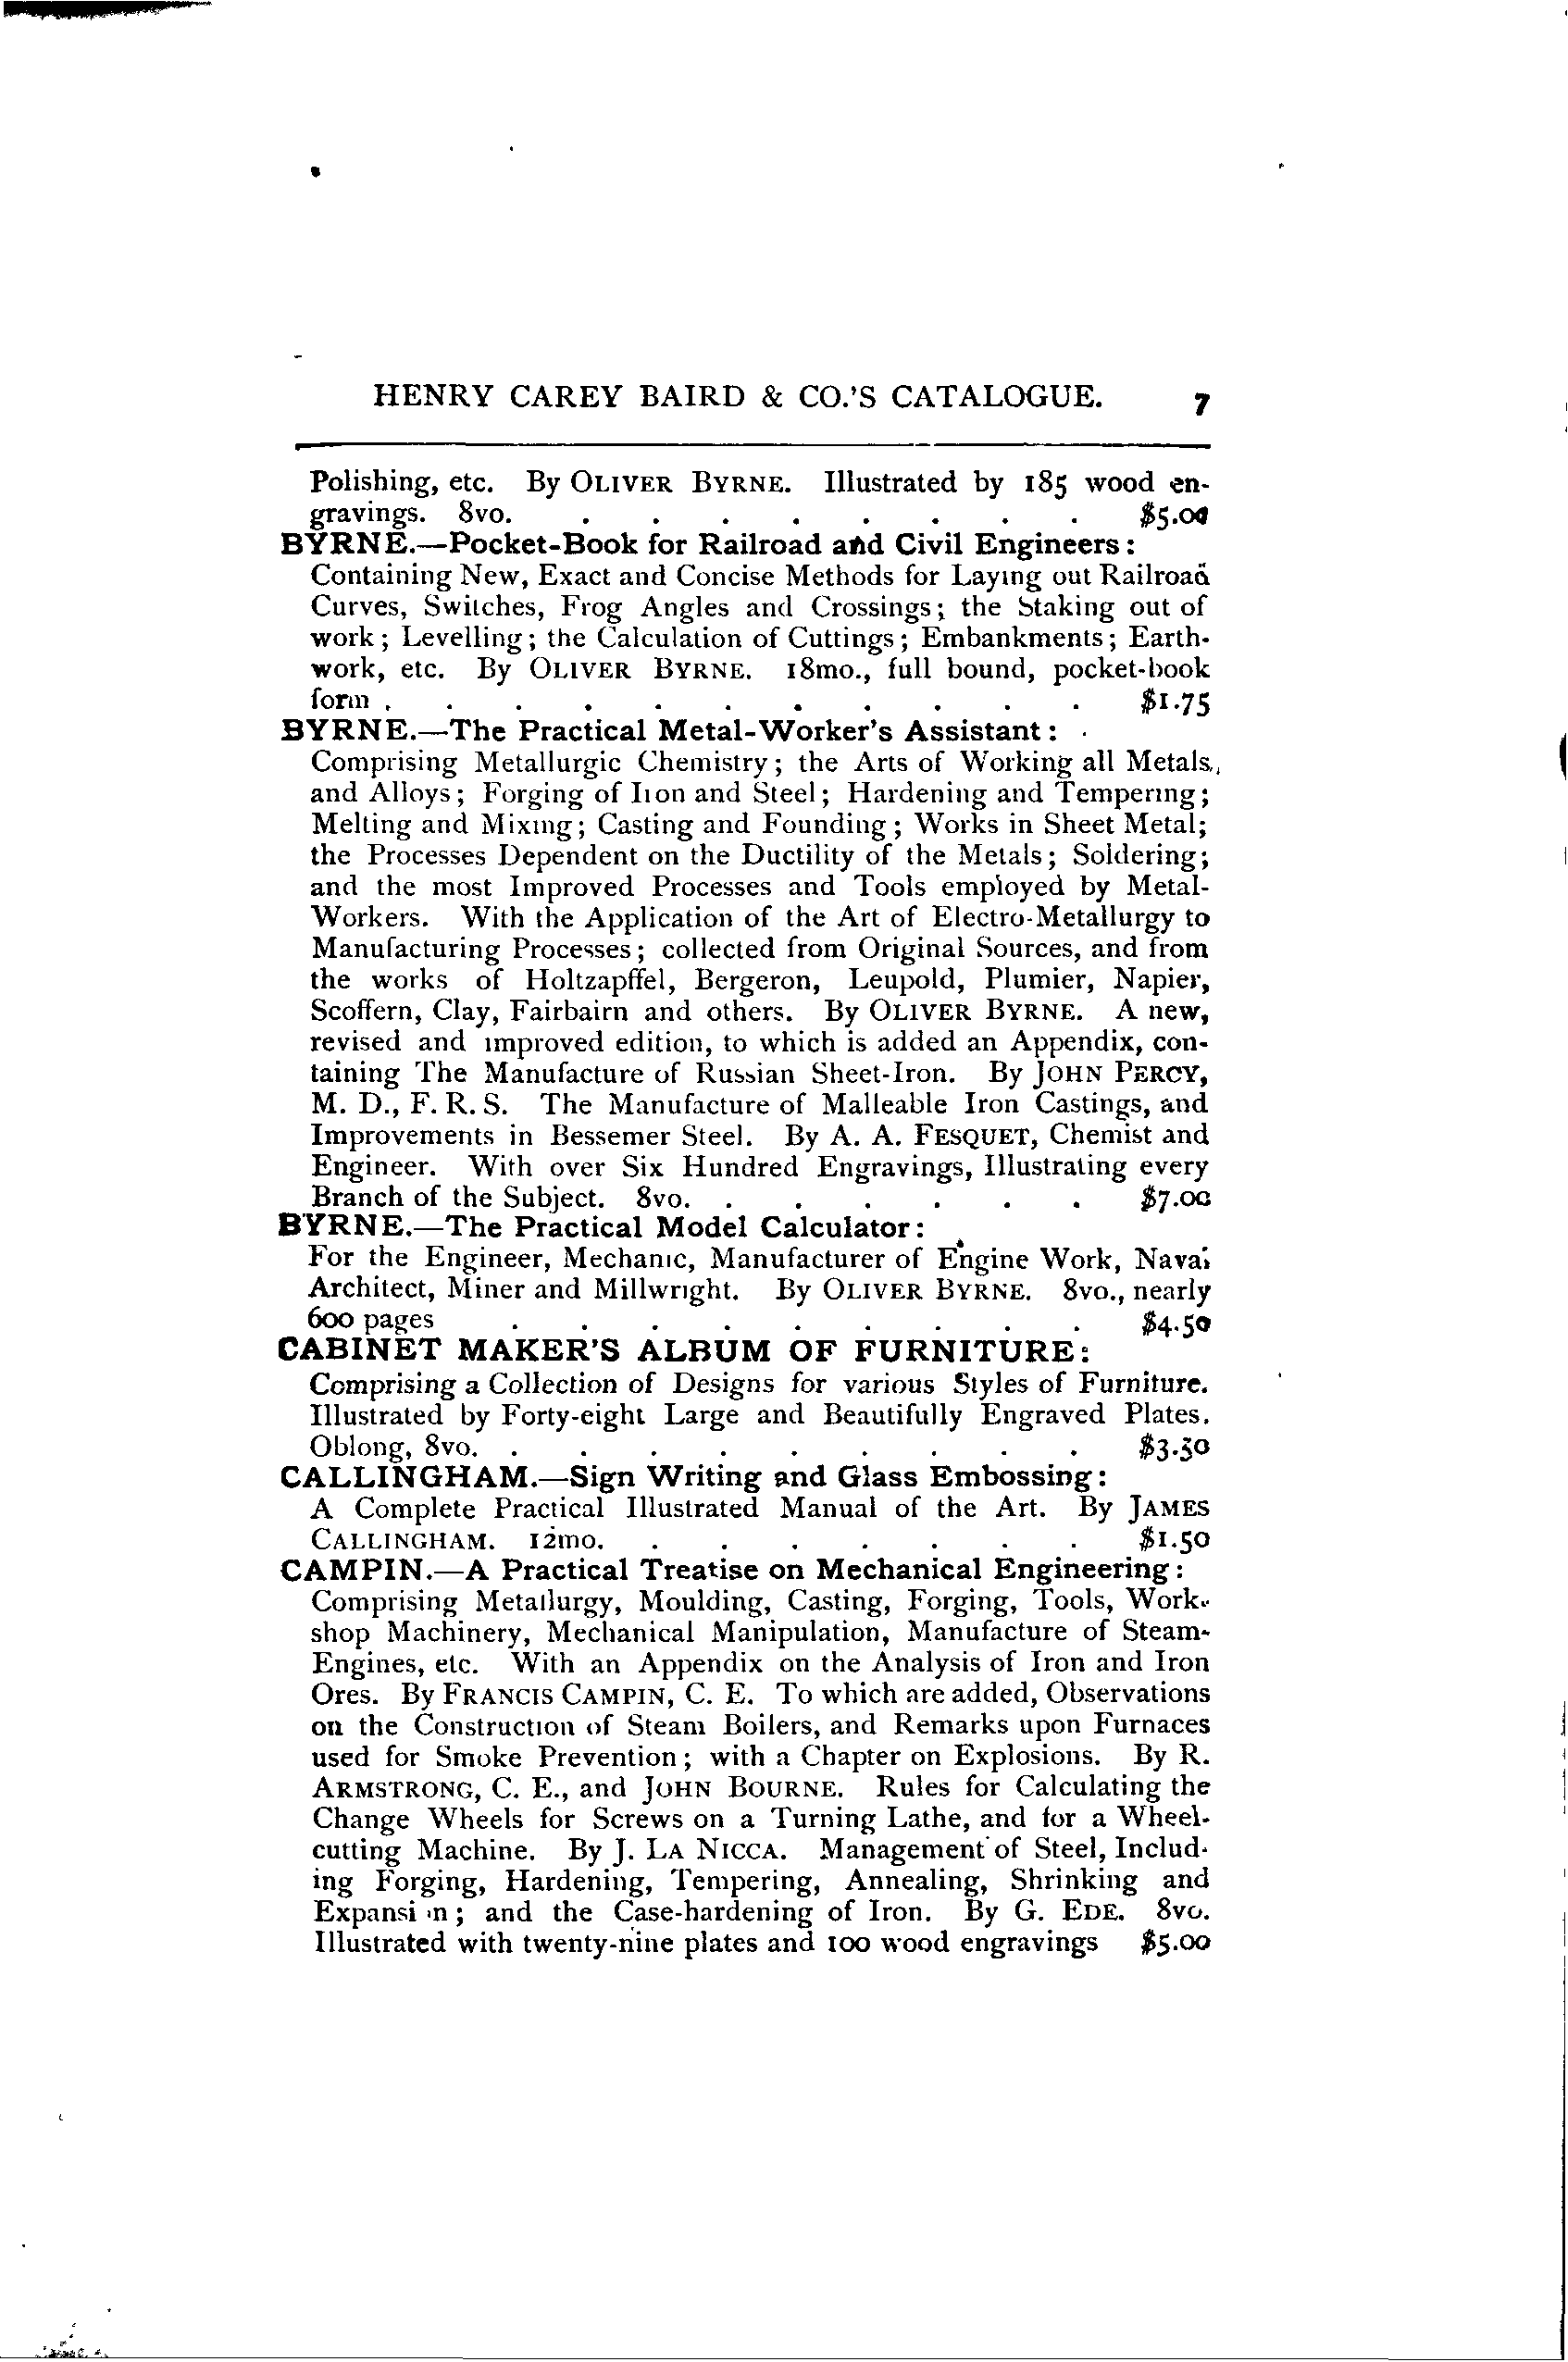 HENRY CAREY BAIRD & CO.'S CATALOGUE. 7
Polishing, etc. By OLIVER BYRNE. Illustrated by 185 wood en-
gravings. 8vo. . . . . . . . . $5.00
BYRNE.—Pocket-Book for Railroad and Civil Engineers:
Containing New, Exact and Concise Methods for Laying out Railroad
Curves, Switches, Frog Angles and Crossings; the Staking out of
work; Levelling; the Calculation of Cuttings; Embankments; Earth-
work, etc. By OLIVER BYRNE. 18mo., full bound, pocket-book
form . . . . . . . . . . . $1.75
BYRNE.—The Practical Metal-Worker's Assistant:
Comprising Metallurgic Chemistry; the Arts of Working all Metals,
and Alloys; Forging of Iron and Steel; Hardening and Tempering;
Melting and Mixing; Casting and Founding; Works in Sheet Metal;
the Processes Dependent on the Ductility of the Metals; Soldering;
and the most Improved Processes and Tools employed by Metal-
Workers. With the Application of the Art of Electro-Metallurgy to
Manufacturing Processes; collected from Original Sources, and from
the works of Holtzapffel, Bergeron, Leupold, Plumier, Napier,
Scoffern, Clay, Fairbairn and others. By OLIVER BYRNE. A new,
revised and improved edition, to which is added an Appendix, con-
taining The Manufacture of Russian Sheet-Iron. By JOHN PERCY,
M. D., F. R. S. The Manufacture of Malleable Iron Castings, and
Improvements in Bessemer Steel. By A. A. FESQUET, Chemist and
Engineer. With over Six Hundred Engravings, Illustrating every
Branch of the Subject. 8vo. . . . . . . $7.00
BYRNE.—The Practical Model Calculator:
For the Engineer, Mechanic, Manufacturer of Engine Work, Naval
Architect, Miner and Millwright. By OLIVER BYRNE. 8vo., nearly
600 pages . . . . . . . . . $4.50
CABINET MAKER'S ALBUM OF FURNITURE:
Comprising a Collection of Designs for various Styles of Furniture.
Illustrated by Forty-eight Large and Beautifully Engraved Plates.
Oblong, 8vo. . . . . . . . . . $3.50
CALLINGHAM.—Sign Writing and Glass Embossing:
A Complete Practical Illustrated Manual of the Art. By JAMES
CALLINGHAM. 12mo. . . . . . . . $1.50
CAMPIN.—A Practical Treatise on Mechanical Engineering:
Comprising Metallurgy, Moulding, Casting, Forging, Tools, Work-
shop Machinery, Mechanical Manipulation, Manufacture of Steam-
Engines, etc. With an Appendix on the Analysis of Iron and Iron
Ores. By FRANCIS CAMPIN, C. E. To which are added, Observations
on the Construction of Steam Boilers, and Remarks upon Furnaces
used for Smoke Prevention; with a Chapter on Explosions. By R.
ARMSTRONG, C. E., and JOHN BOURNE. Rules for Calculating the
Change Wheels for Screws on a Turning Lathe, and for a Wheel-
cutting Machine. By J. LA NICCA. Management of Steel, Includ-
ing Forging, Hardening, Tempering, Annealing, Shrinking and
Expansion; and the Case-hardening of Iron. By G. EDE. 8vo.
Illustrated with twenty-nine plates and 100 wood engravings $5.00